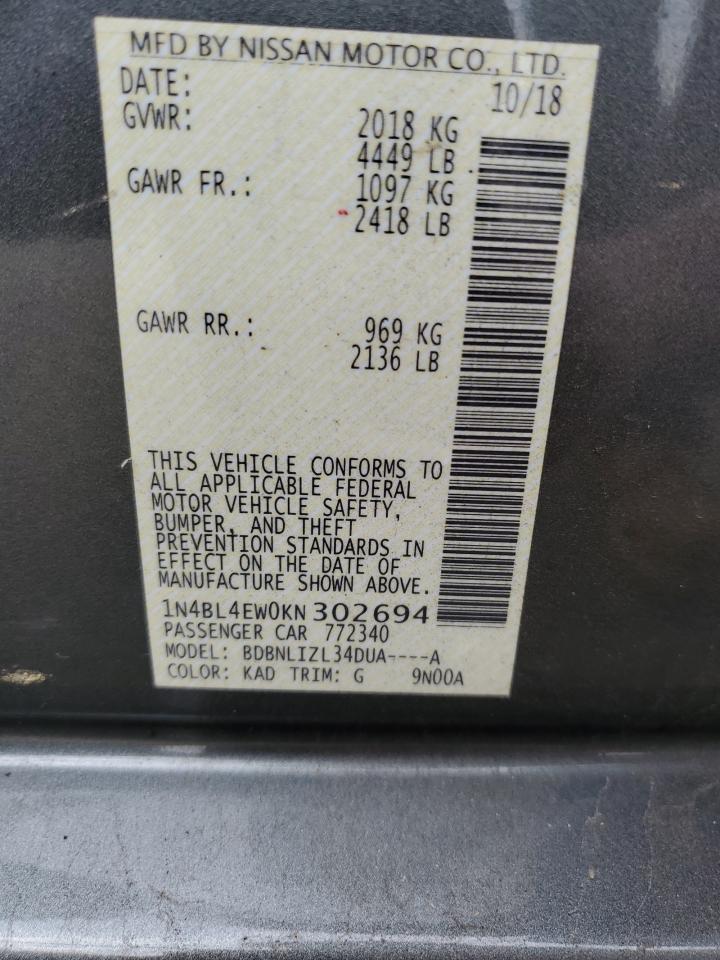 MFD BY NISSAN MOTOR CO., LTD.
DATE: 10/18
GVWR: 2018 KG
4449 LB
GAWR FR.: 1097 KG
2418 LB
GAWR RR.: 969 KG
2136 LB
THIS VEHICLE CONFORMS TO
ALL APPLICABLE FEDERAL
MOTOR VEHICLE SAFETY,
BUMPER, AND THEFT
PREVENTION STANDARDS IN
EFFECT ON THE DATE OF
MANUFACTURE SHOWN ABOVE.
1N4BL4EW0KN302694
PASSENGER CAR 772340
MODEL: BDBNLIZL34DUA----A
COLOR: KAD TRIM: G 9N00A